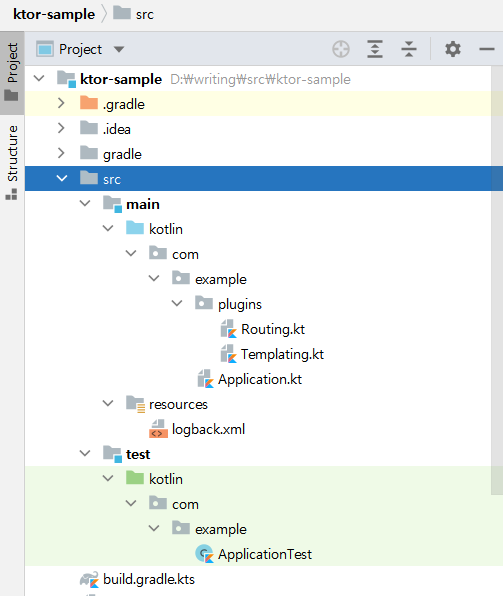 ktor-sample src
Project
Project
Structure
ktor-sample D:₩writing₩src₩ktor-sample
.gradle
.idea
gradle
src
main
kotlin
com
example
plugins
Routing.kt
Templating.kt
Application.kt
resources
logback.xml
test
kotlin
com
example
ApplicationTest
build.gradle.kts